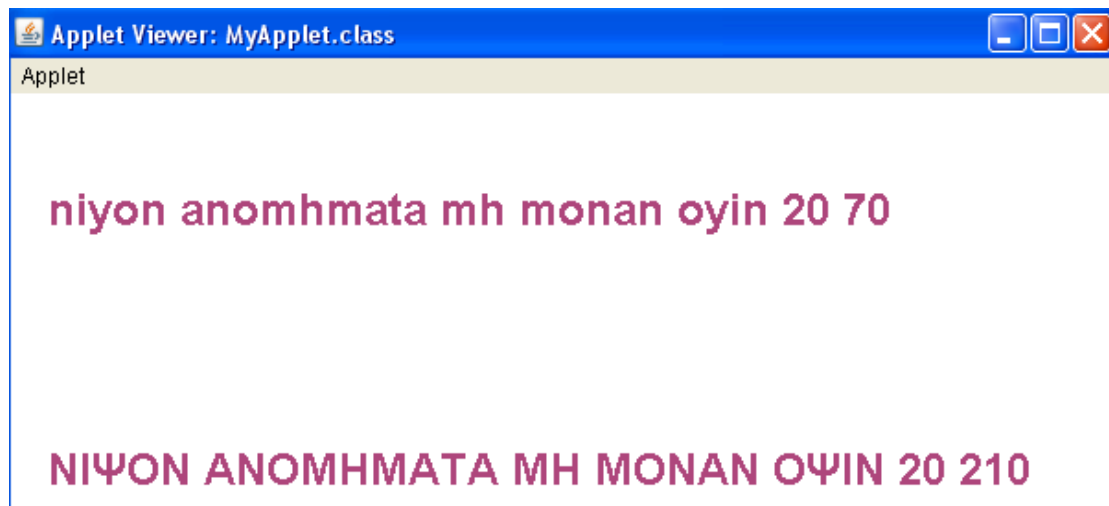 Applet Viewer: MyApplet.class
Applet
niyon anomhmata mh monan oyin 20 70
ΝΙΨΟΝ ΑΝΟΜΗΜΑΤΑ ΜΗ ΜΟΝΑΝ ΟΨΙΝ 20 210